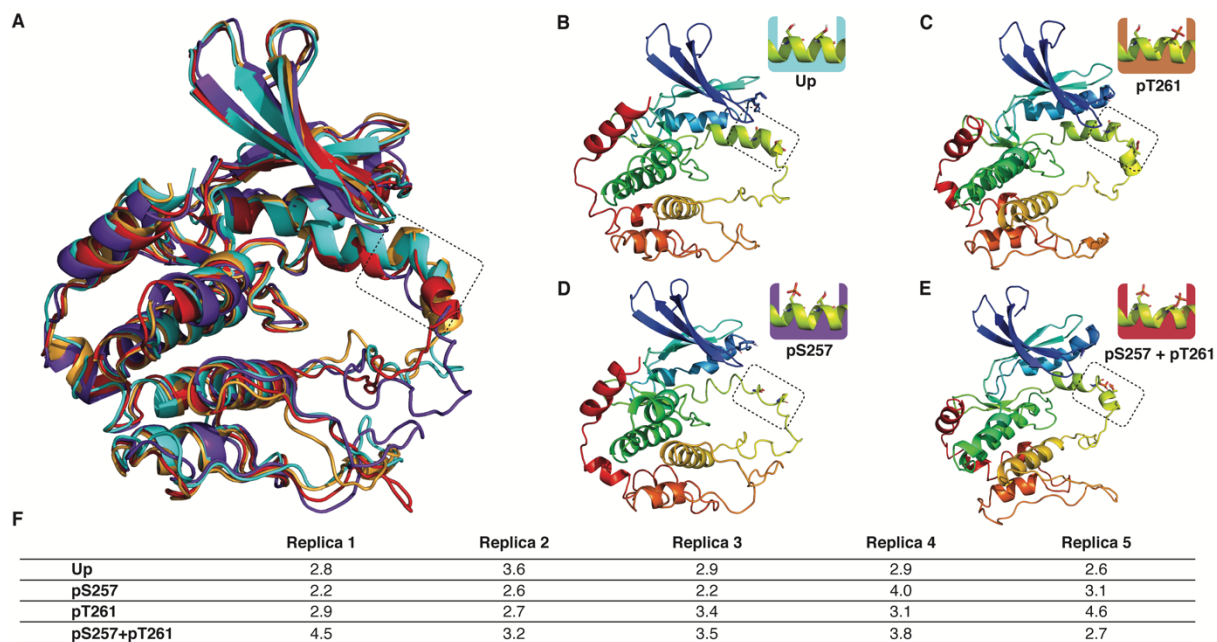 A
B
Up
C
pT261
D
pS257
E
pS257 + pT261
F
Replica 1 Replica 2 Replica 3 Replica 4 Replica 5
Up 2.8 3.6 2.9 2.9 2.6
pS257 2.2 2.6 2.2 4.0 3.1
pT261 2.9 2.7 3.4 3.1 4.6
pS257+pT261 4.5 3.2 3.5 3.8 2.7